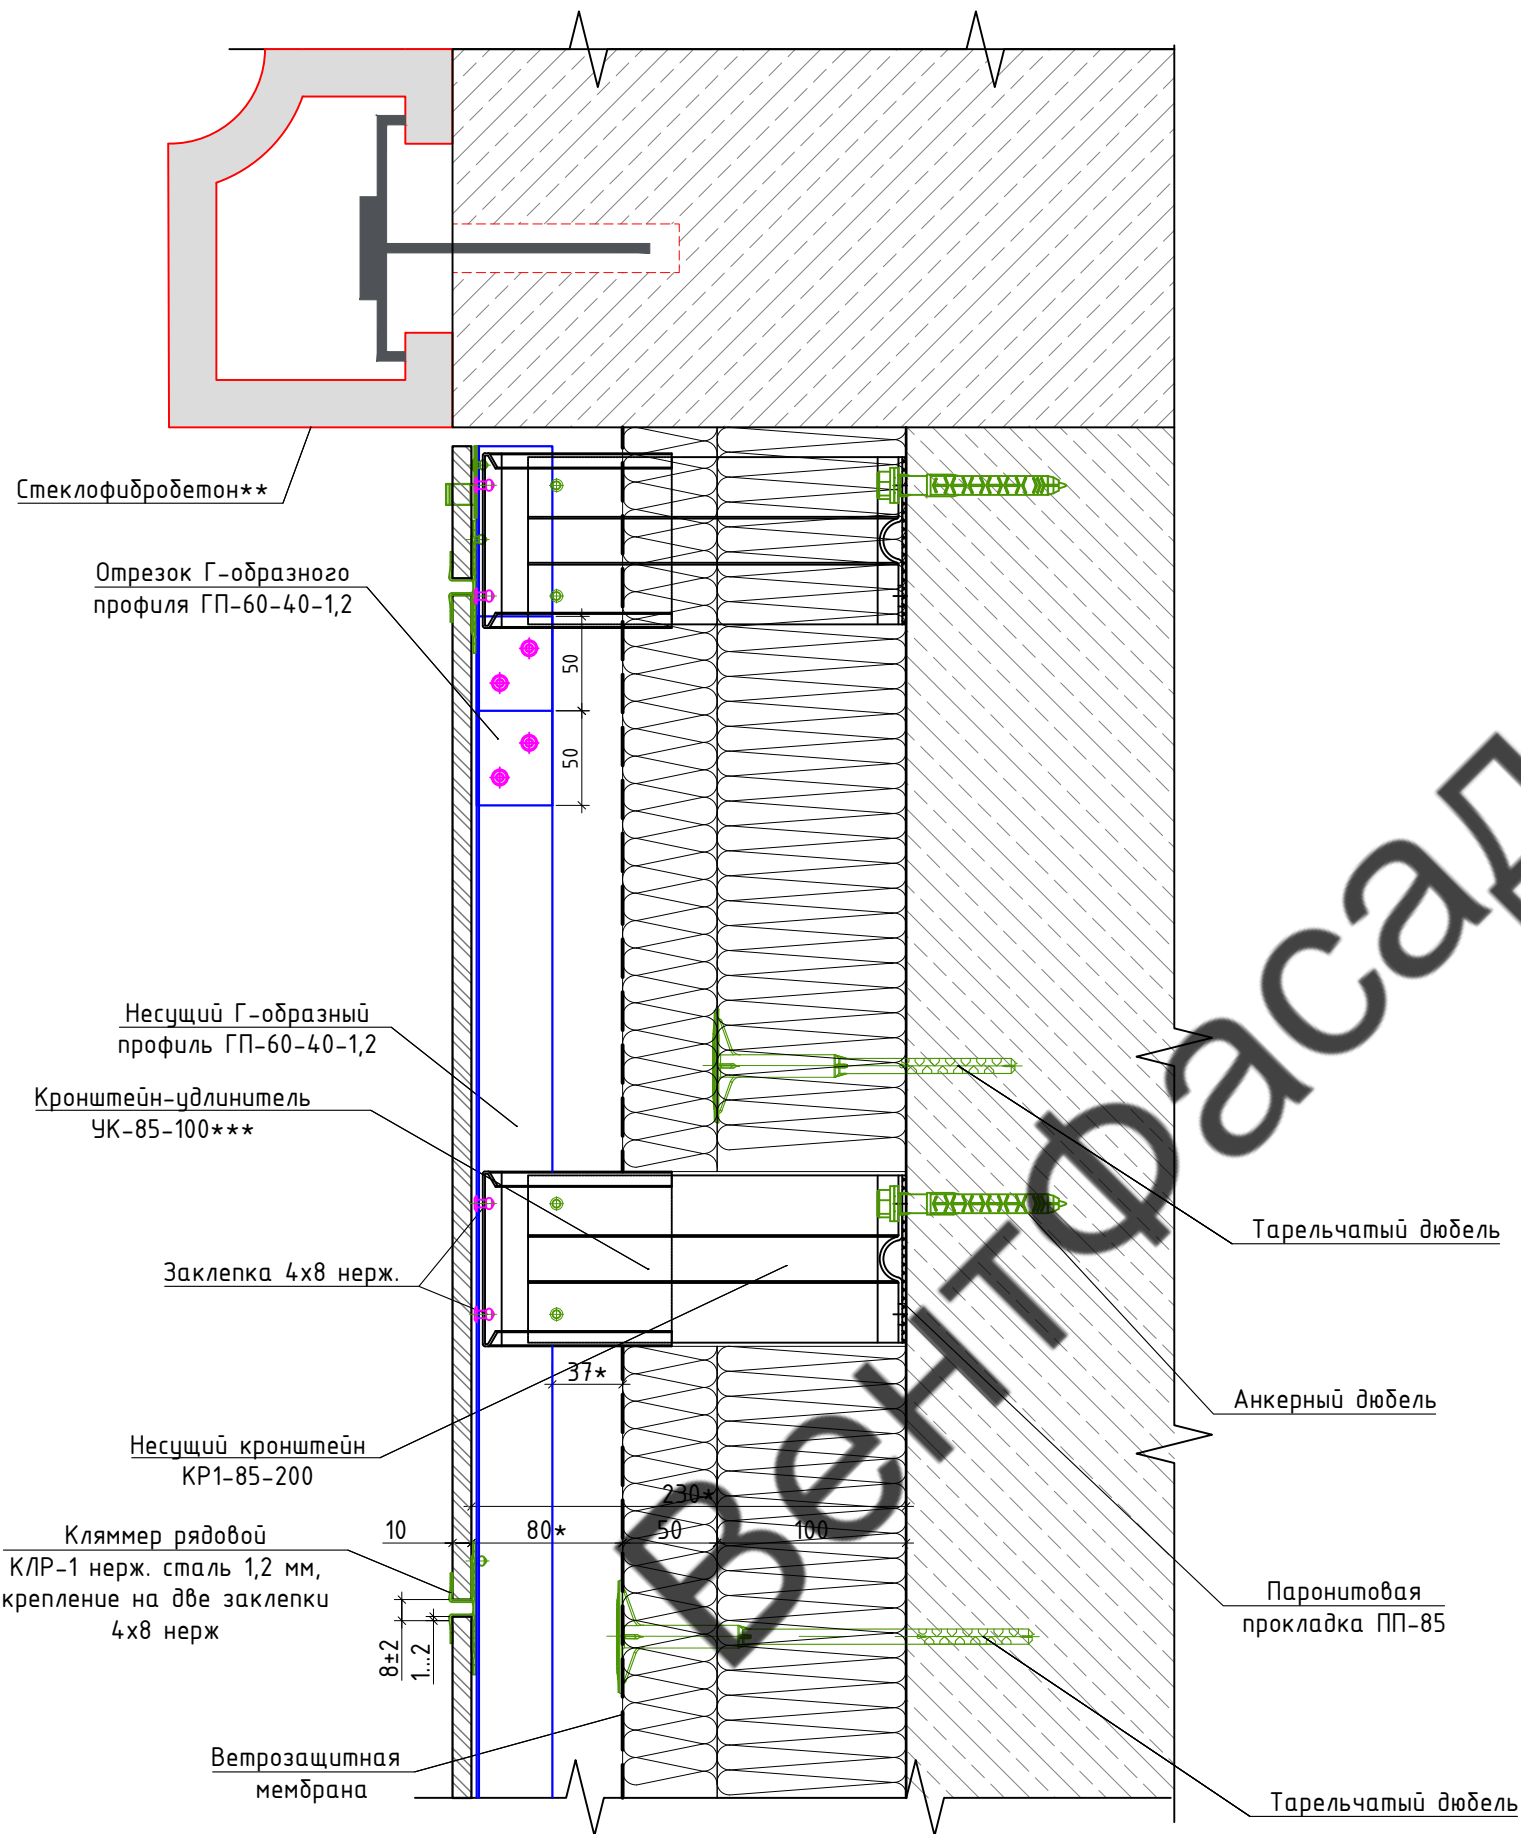 Стеклофибробетон**
Отрезок Г-образного
профиля ГП-60-40-1,2
50
50
Несущий Г-образный
профиль ГП-60-40-1,2
Кронштейн-удлинитель
УК-85-100***
Тарельчатый дюбель
Заклепка 4х8 нерж.
37*
Анкерный дюбель
Несущий кронштейн
КР1-85-200
230*
10
80*
50
100
Кляммер рядовой
КЛР-1 нерж. сталь 1,2 мм,
крепление на две заклепки
4х8 нерж
8±2
1...2
Паронитовая
прокладка ПП-85
Ветрозащитная
мембрана
Тарельчатый дюбель
ВентФасад